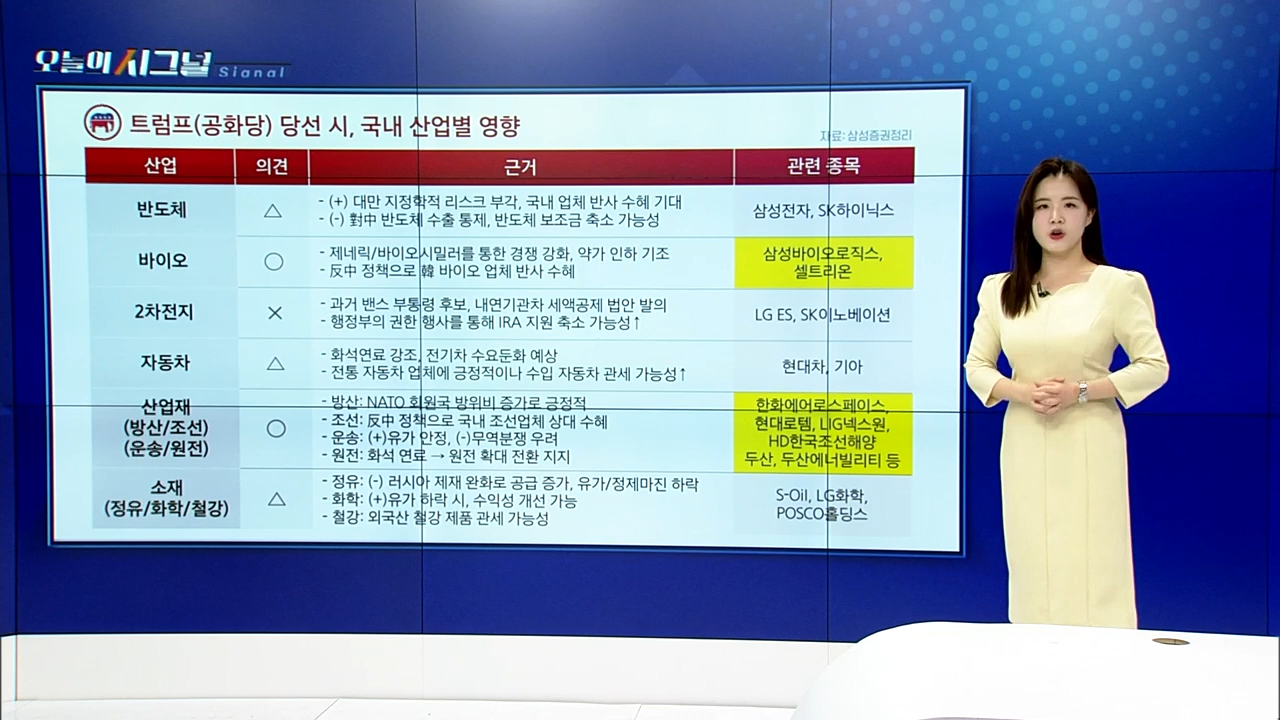 오늘의 시그널 Signal
트럼프(공화당) 당선 시, 국내 산업별 영향
자료: 삼성증권정리
산업 의견 근거 관련 종목
반도체 △
- (+) 대만 지정학적 리스크 부각, 국내 업체 반사 수혜 기대
- (-) 對中 반도체 수출 통제, 반도체 보조금 축소 가능성
삼성전자, SK하이닉스
바이오 ○
- 제네릭/바이오시밀러를 통한 경쟁 강화, 약가 인하 기조
- 反中 정책으로 韓 바이오 업체 반사 수혜
삼성바이오로직스,
셀트리온
2차전지 ×
- 과거 밴스 부통령 후보, 내연기관차 세액공제 법안 발의
- 행정부의 권한 행사를 통해 IRA 지원 축소 가능성↑
LG ES, SK이노베이션
자동차 △
- 화석연료 강조, 전기차 수요둔화 예상
- 전통 자동차 업체에 긍정적이나 수입 자동차 관세 가능성↑
현대차, 기아
산업재
(방산/조선)
(운송/원전)
○
- 방산: NATO 회원국 방위비 증가로 긍정적
- 조선: 反中 정책으로 국내 조선업체 상대 수혜
- 운송: (+)유가 안정, (-)무역분쟁 우려
- 원전: 화석 연료 → 원전 확대 전환 지지
한화에어로스페이스,
현대로템, LIG넥스원,
HD한국조선해양
두산, 두산에너빌리티 등
소재
(정유/화학/철강)
△
- 정유: (-) 러시아 제재 완화로 공급 증가, 유가/정제마진 하락
- 화학: (+)유가 하락 시, 수익성 개선 가능
- 철강: 외국산 철강 제품 관세 가능성
S-Oil, LG화학,
POSCO홀딩스